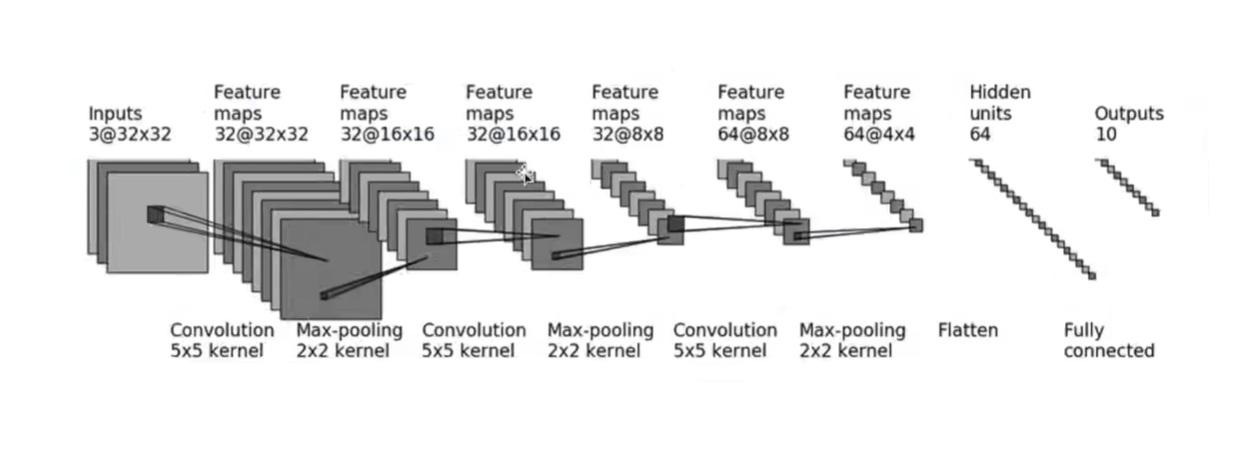 Inputs
3@32x32
Feature
maps
32@32x32
Feature
maps
32@16x16
Feature
maps
32@16x16
Feature
maps
32@8x8
Feature
maps
64@8x8
Feature
maps
64@4x4
Hidden
units
64
Outputs
10
Convolution
5x5 kernel
Max-pooling
2x2 kernel
Convolution
5x5 kernel
Max-pooling
2x2 kernel
Convolution
5x5 kernel
Max-pooling
2x2 kernel
Flatten
Fully
connected